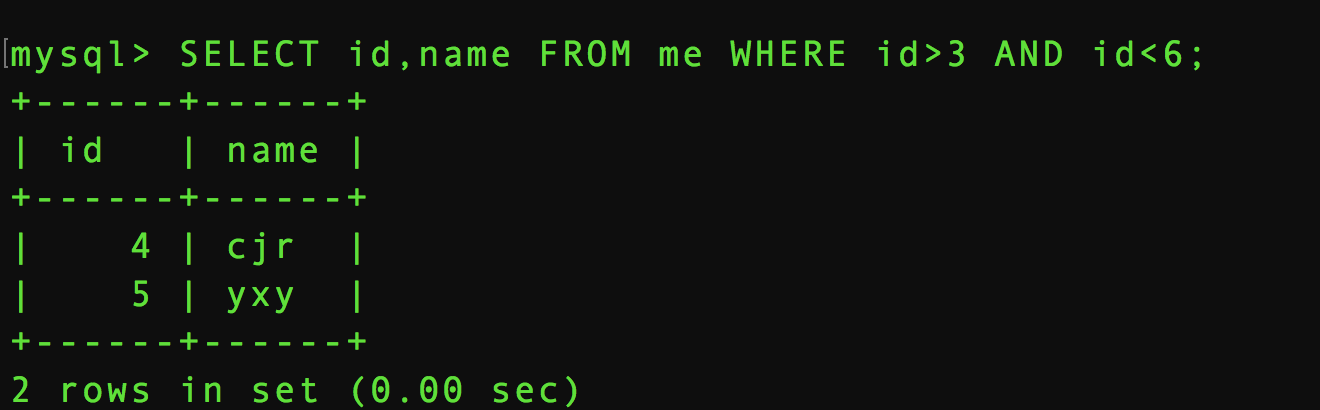 mysql> SELECT id,name FROM me WHERE id>3 AND id<6;
+------+------+
| id   | name |
+------+------+
|    4 | cjr  |
|    5 | yxy  |
+------+------+
2 rows in set (0.00 sec)